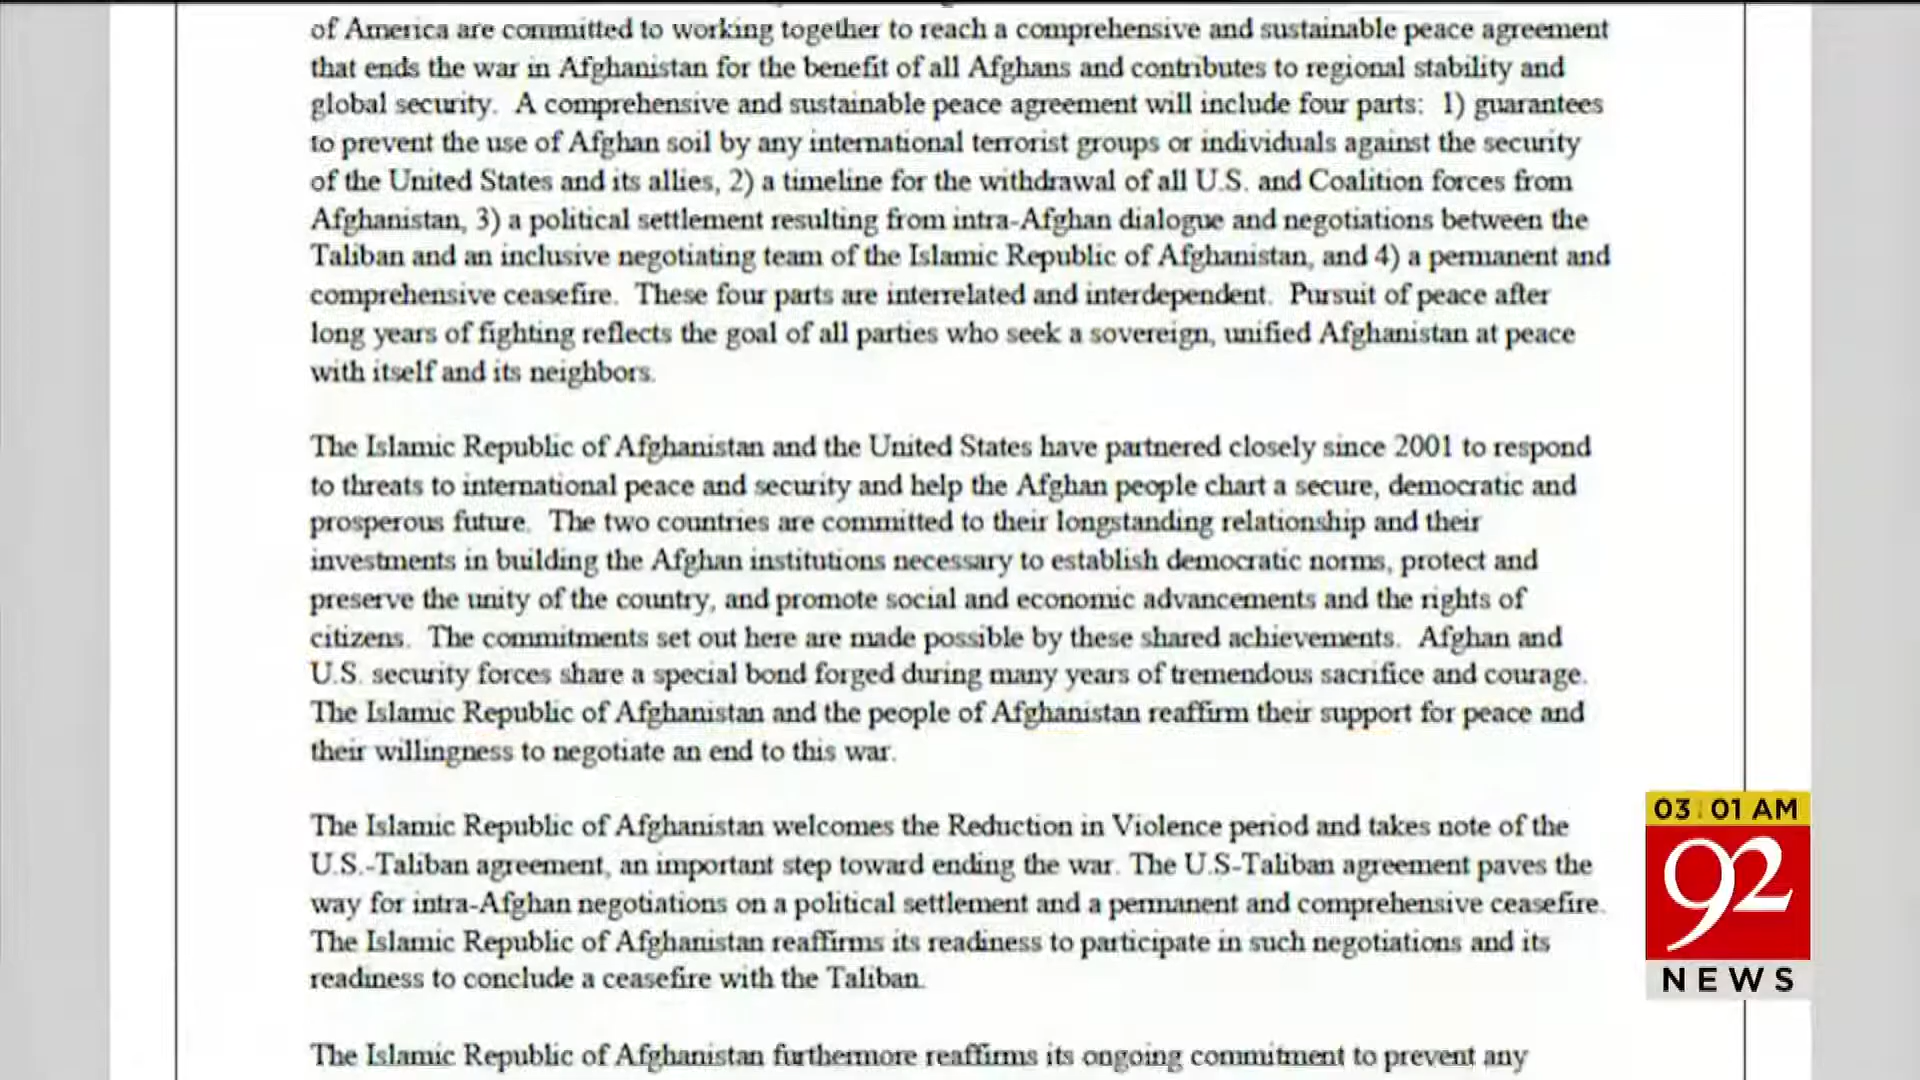 of America are committed to working together to reach a comprehensive and sustainable peace agreement
that ends the war in Afghanistan for the benefit of all Afghans and contributes to regional stability and
global security.  A comprehensive and sustainable peace agreement will include four parts:  1) guarantees
to prevent the use of Afghan soil by any international terrorist groups or individuals against the security
of the United States and its allies, 2) a timeline for the withdrawal of all U.S. and Coalition forces from
Afghanistan, 3) a political settlement resulting from intra-Afghan dialogue and negotiations between the
Taliban and an inclusive negotiating team of the Islamic Republic of Afghanistan, and 4) a permanent and
comprehensive ceasefire.  These four parts are interrelated and interdependent.  Pursuit of peace after
long years of fighting reflects the goal of all parties who seek a sovereign, unified Afghanistan at peace
with itself and its neighbors.
The Islamic Republic of Afghanistan and the United States have partnered closely since 2001 to respond
to threats to international peace and security and help the Afghan people chart a secure, democratic and
prosperous future.  The two countries are committed to their longstanding relationship and their
investments in building the Afghan institutions necessary to establish democratic norms, protect and
preserve the unity of the country, and promote social and economic advancements and the rights of
citizens.  The commitments set out here are made possible by these shared achievements.  Afghan and
U.S. security forces share a special bond forged during many years of tremendous sacrifice and courage.
The Islamic Republic of Afghanistan and the people of Afghanistan reaffirm their support for peace and
their willingness to negotiate an end to this war.
The Islamic Republic of Afghanistan welcomes the Reduction in Violence period and takes note of the
U.S.-Taliban agreement, an important step toward ending the war. The U.S-Taliban agreement paves the
way for intra-Afghan negotiations on a political settlement and a permanent and comprehensive ceasefire.
The Islamic Republic of Afghanistan reaffirms its readiness to participate in such negotiations and its
readiness to conclude a ceasefire with the Taliban.
The Islamic Republic of Afghanistan furthermore reaffirms its ongoing commitment to prevent any
03:01 AM
92
NEWS